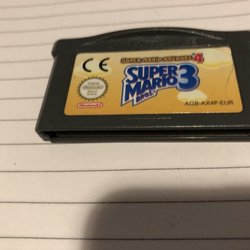 SUPER MARIO ADVANCE 4
SUPER
MARIO 3
BROS.
CE
Nintendo
AGB-AX4P-EUR